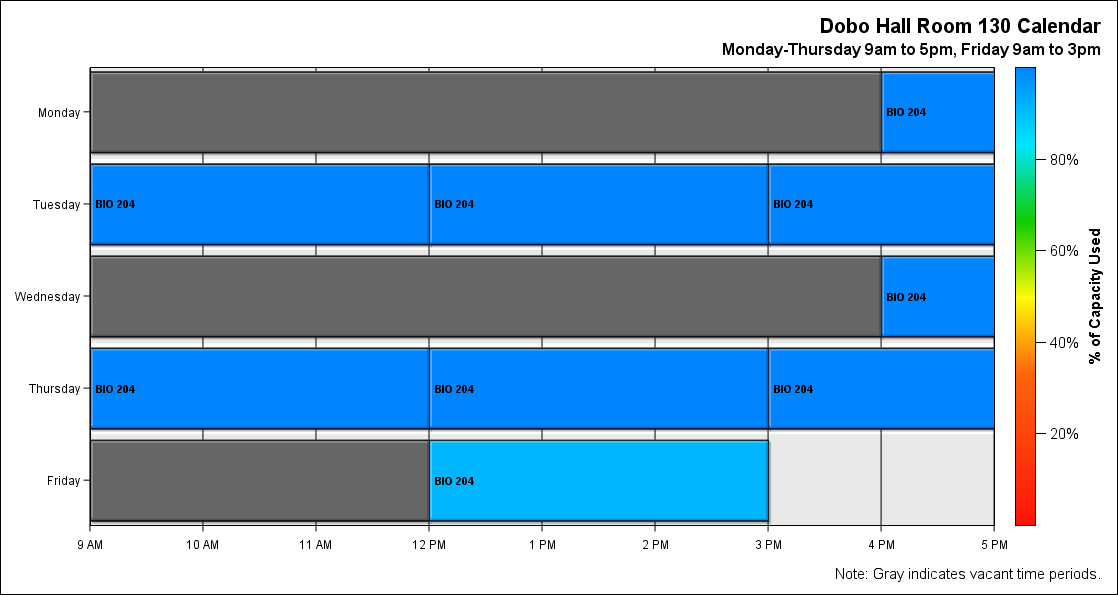 Dobo Hall Room 130 Calendar
Monday-Thursday 9am to 5pm, Friday 9am to 3pm
Monday
BIO 204
Tuesday
BIO 204
BIO 204
BIO 204
Wednesday
BIO 204
Thursday
BIO 204
BIO 204
BIO 204
Friday
BIO 204
9 AM
10 AM
11 AM
12 PM
1 PM
2 PM
3 PM
4 PM
5 PM
80%
60%
40%
20%
% of Capacity Used
Note: Gray indicates vacant time periods.